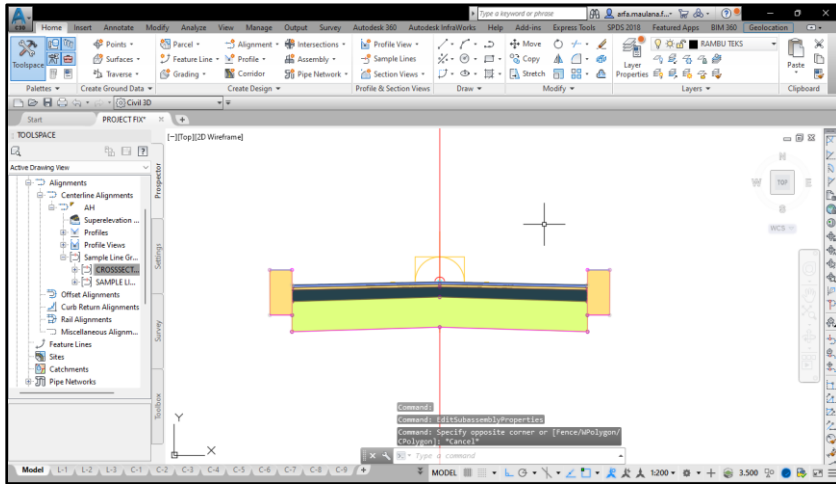 Type a keyword or phrase
arfa.maulana.f...
C3D
Home Insert Annotate Modify Analyze View Manage Output Survey Autodesk 360 Autodesk InfraWorks Help Add-ins Express Tools SPDS 2018 Featured Apps BIM 360 Geolocation
Toolspace
Points
Surfaces
Traverse
Parcel
Feature Line
Grading
Alignment
Profile
Corridor
Intersections
Assembly
Pipe Network
Profile View
Sample Lines
Section Views
Move
Copy
Stretch
Layer
Properties
RAMBU TEKS
Paste
Palettes Create Ground Data Create Design Profile & Section Views Draw Modify Layers Clipboard
Civil 3D
Start PROJECT FIX*
TOOLSPACE
Active Drawing View
Alignments
Centerline Alignments
AH
Superelevation ...
Profiles
Profile Views
Sample Line Gr...
CROSSSECT...
SAMPLE LI...
Offset Alignments
Curb Return Alignments
Rail Alignments
Miscellaneous Alignm...
Feature Lines
Sites
Catchments
Pipe Networks
Prospector
Settings
Survey
Toolbox
[−][Top][2D Wireframe]
N
W TOP E
S
WCS
Y
X
Command:
Command: EditSubassemblyProperties
Command: Specify opposite corner or [Fence/WPolygon/
CPolygon]: *Cancel*
Type a command
Model L-1 L-2 L-3 C-1 C-2 C-3 C-4 C-5 C-6 C-7 C-8 C-9 + MODEL 1:200 3.500